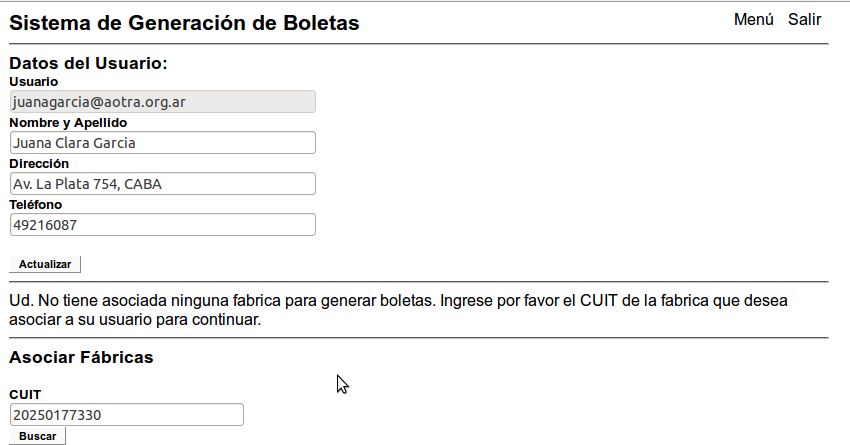 Sistema de Generación de Boletas
Menú Salir
Datos del Usuario:
Usuario
juanagarcia@aotra.org.ar
Nombre y Apellido
Juana Clara Garcia
Dirección
Av. La Plata 754, CABA
Teléfono
49216087
Actualizar
Ud. No tiene asociada ninguna fabrica para generar boletas. Ingrese por favor el CUIT de la fabrica que desea
asociar a su usuario para continuar.
Asociar Fábricas
CUIT
20250177330
Buscar